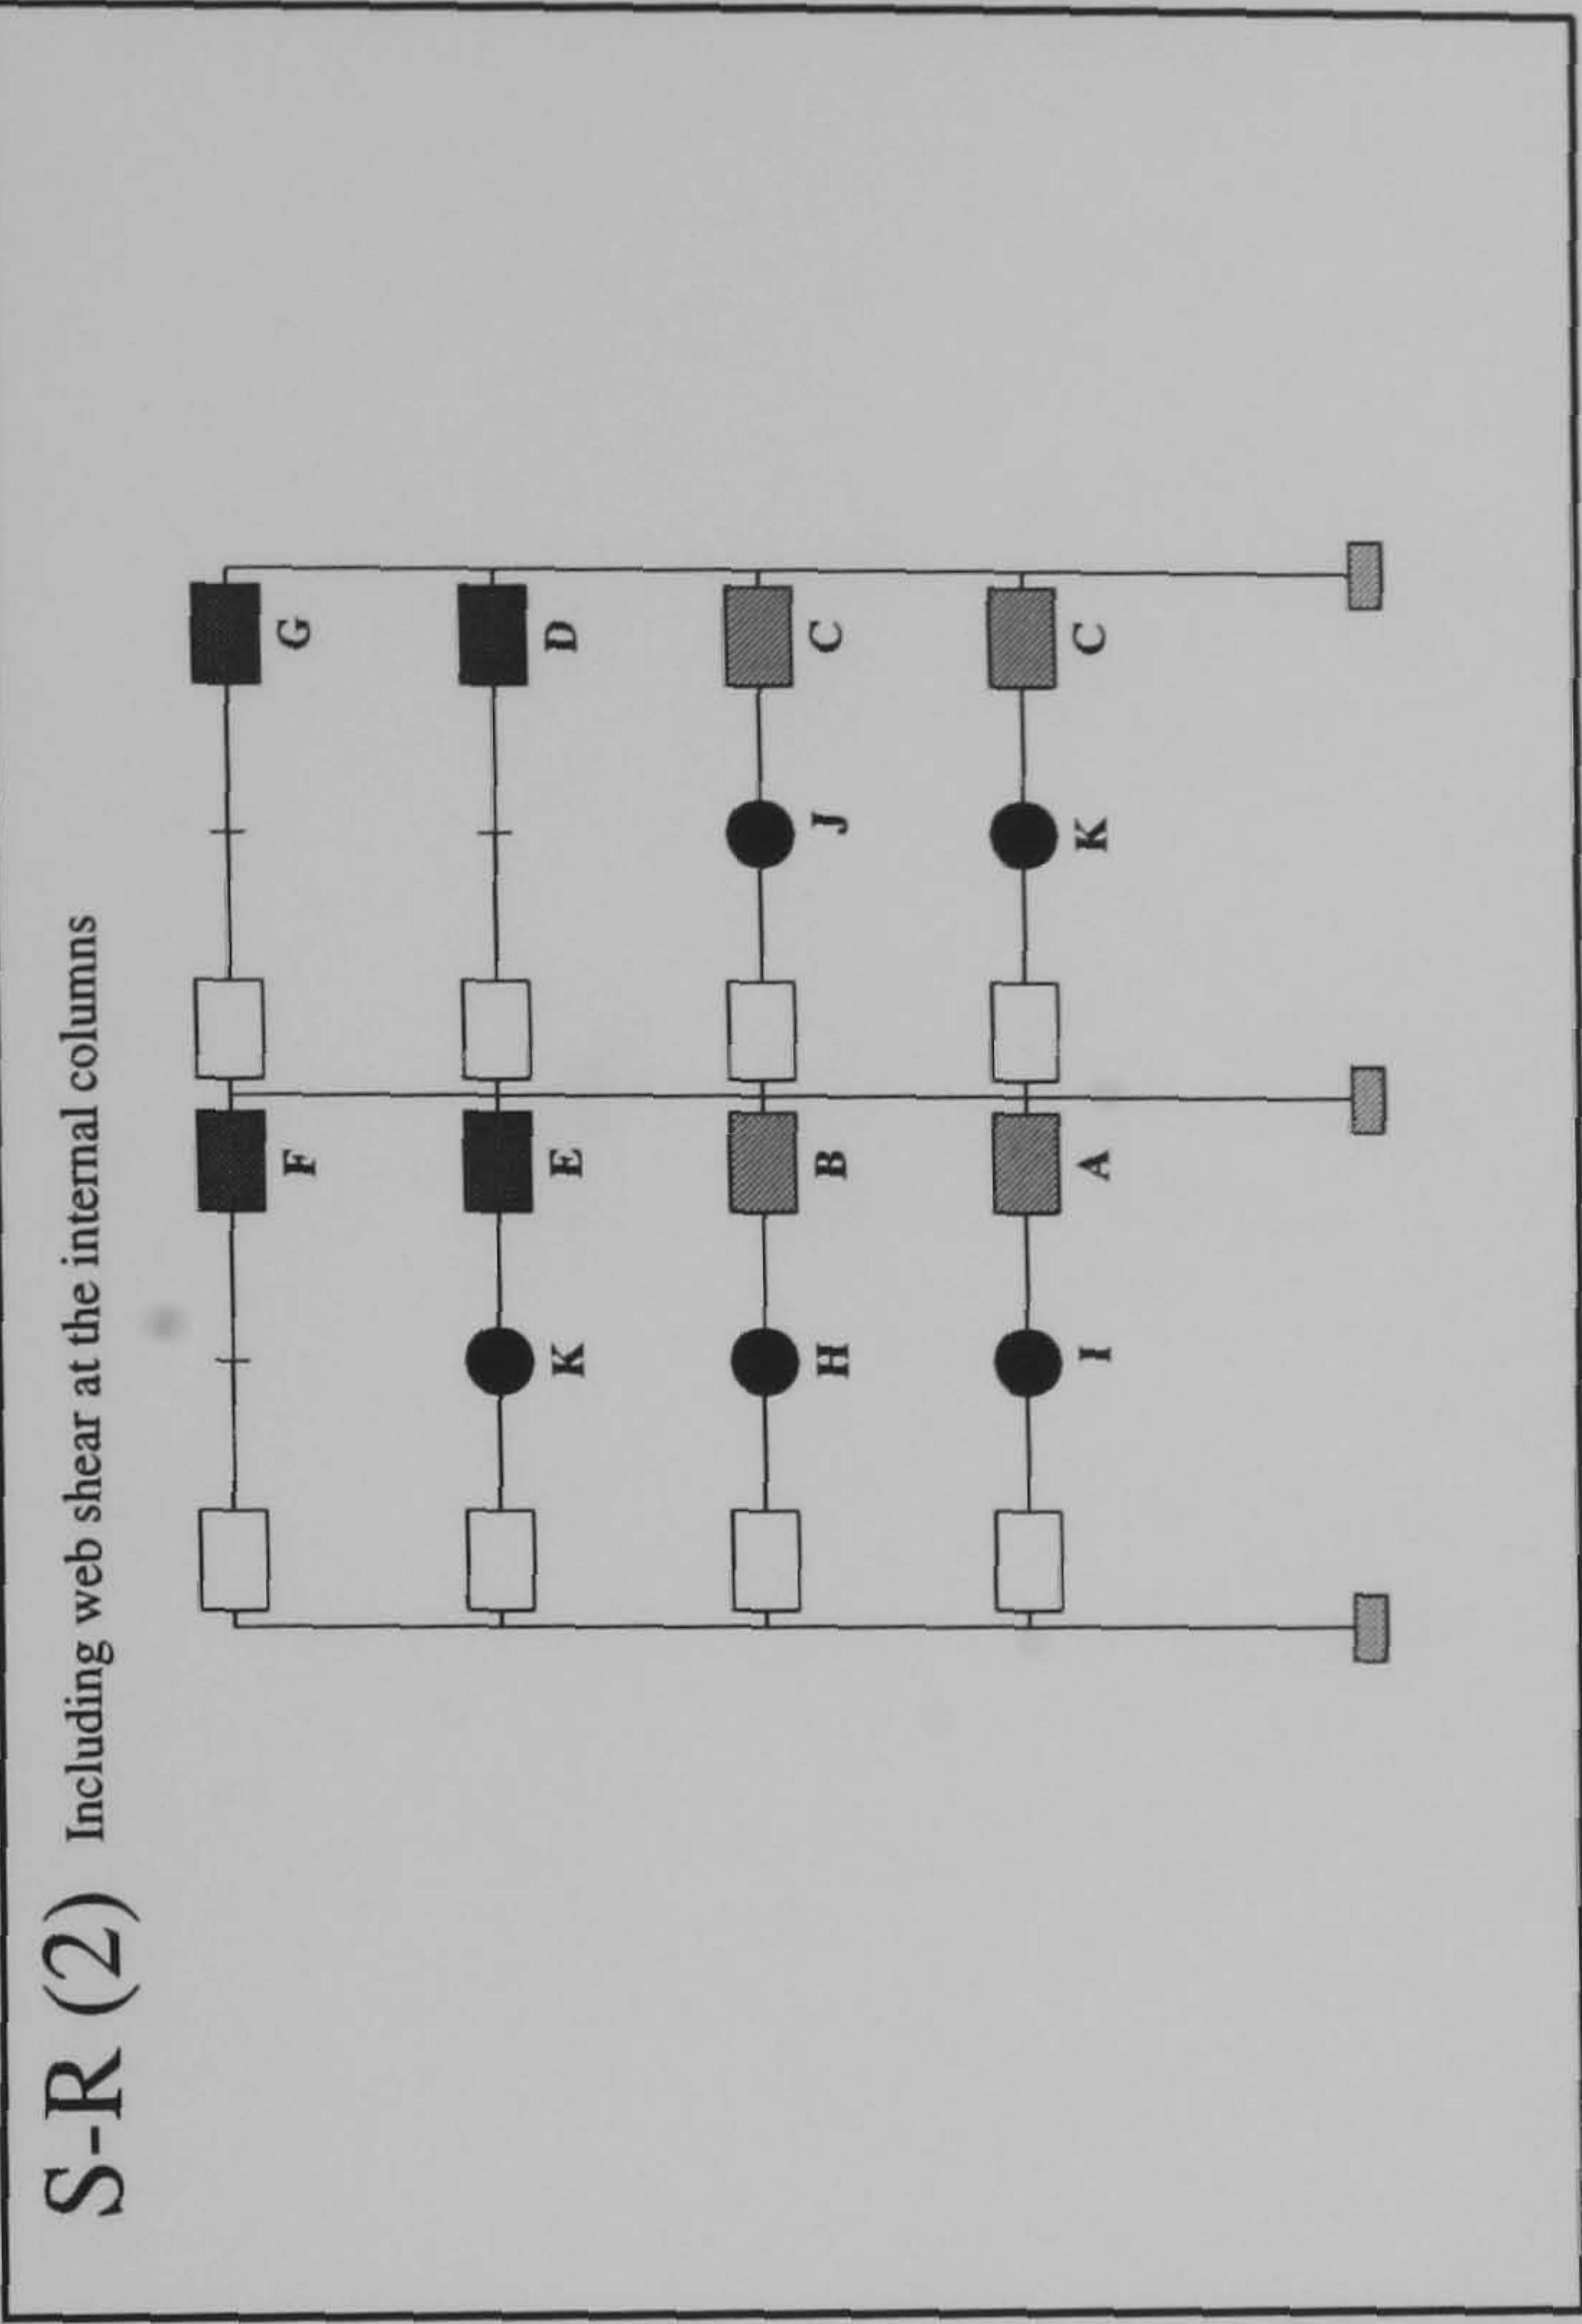 S-R (2) Including web shear at the internal columns
F G
K E D
H B J C
I A K C